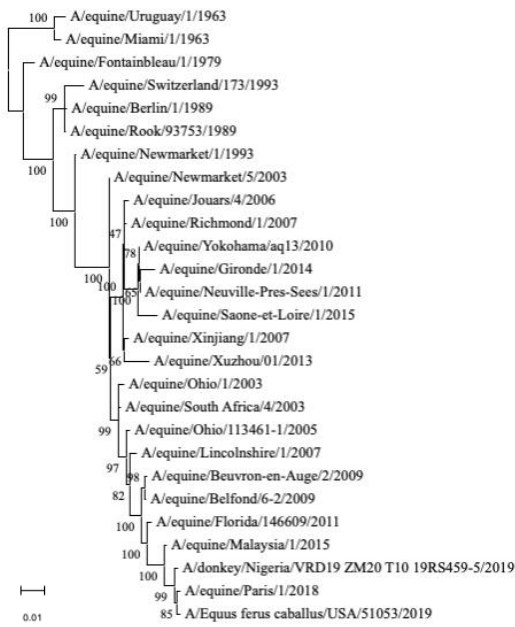 100
A/equine/Uruguay/1/1963
A/equine/Miami/1/1963
A/equine/Fontainbleau/1/1979
A/equine/Switzerland/173/1993
99
A/equine/Berlin/1/1989
A/equine/Rook/93753/1989
A/equine/Newmarket/1/1993
100
A/equine/Newmarket/5/2003
A/equine/Jouars/4/2006
100
A/equine/Richmond/1/2007
47
A/equine/Yokohama/aq13/2010
78
A/equine/Gironde/1/2014
100
100
A/equine/Neuville-Pres-Sees/1/2011
65
100
A/equine/Saone-et-Loire/1/2015
A/equine/Xinjiang/1/2007
A/equine/Xuzhou/01/2013
66
59
A/equine/Ohio/1/2003
A/equine/South Africa/4/2003
A/equine/Ohio/113461-1/2005
99
A/equine/Lincolnshire/1/2007
97
A/equine/Beuvron-en-Auge/2/2009
98
A/equine/Belfond/6-2/2009
82
A/equine/Florida/146609/2011
100
A/equine/Malaysia/1/2015
100
A/donkey/Nigeria/VRD19_ZM20_T10_19RS459-5/2019
100
A/equine/Paris/1/2018
99
A/Equus ferus caballus/USA/51053/2019
85
0.01